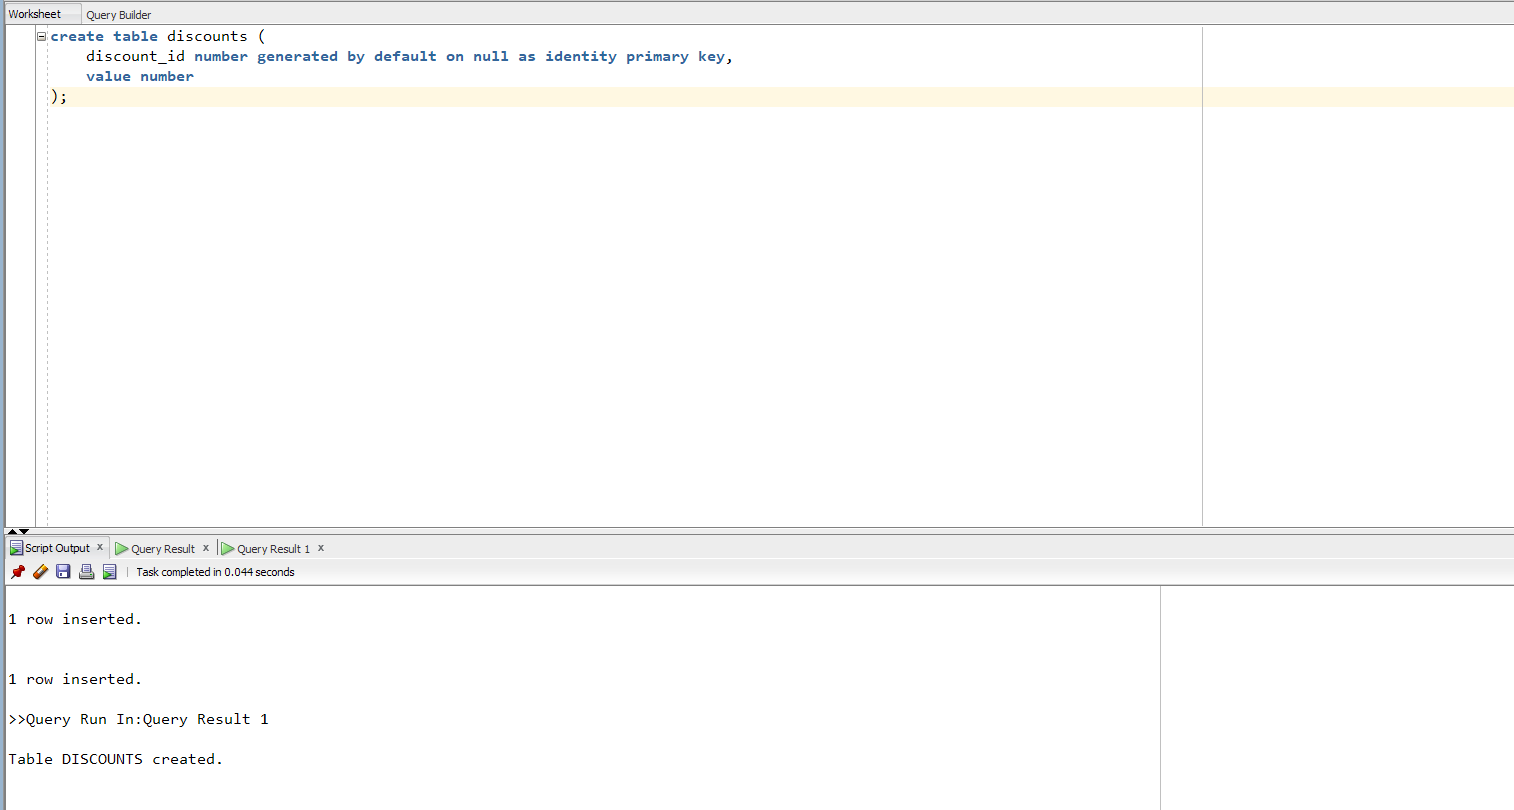 Worksheet Query Builder
create table discounts (
    discount_id number generated by default on null as identity primary key,
    value number
);
Script Output x Query Result x Query Result 1 x
Task completed in 0.044 seconds
1 row inserted.
1 row inserted.
>>Query Run In:Query Result 1
Table DISCOUNTS created.